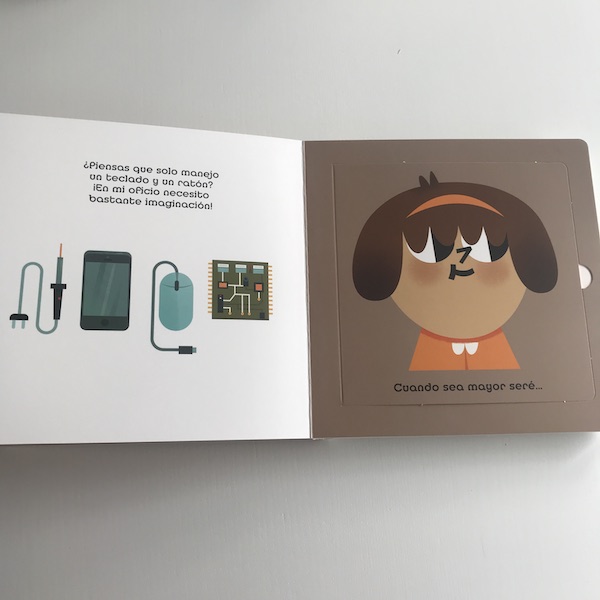 ¿Piensas que solo manejo
un teclado y un ratón?
¡En mi oficio necesito
bastante imaginación!
Cuando sea mayor seré...